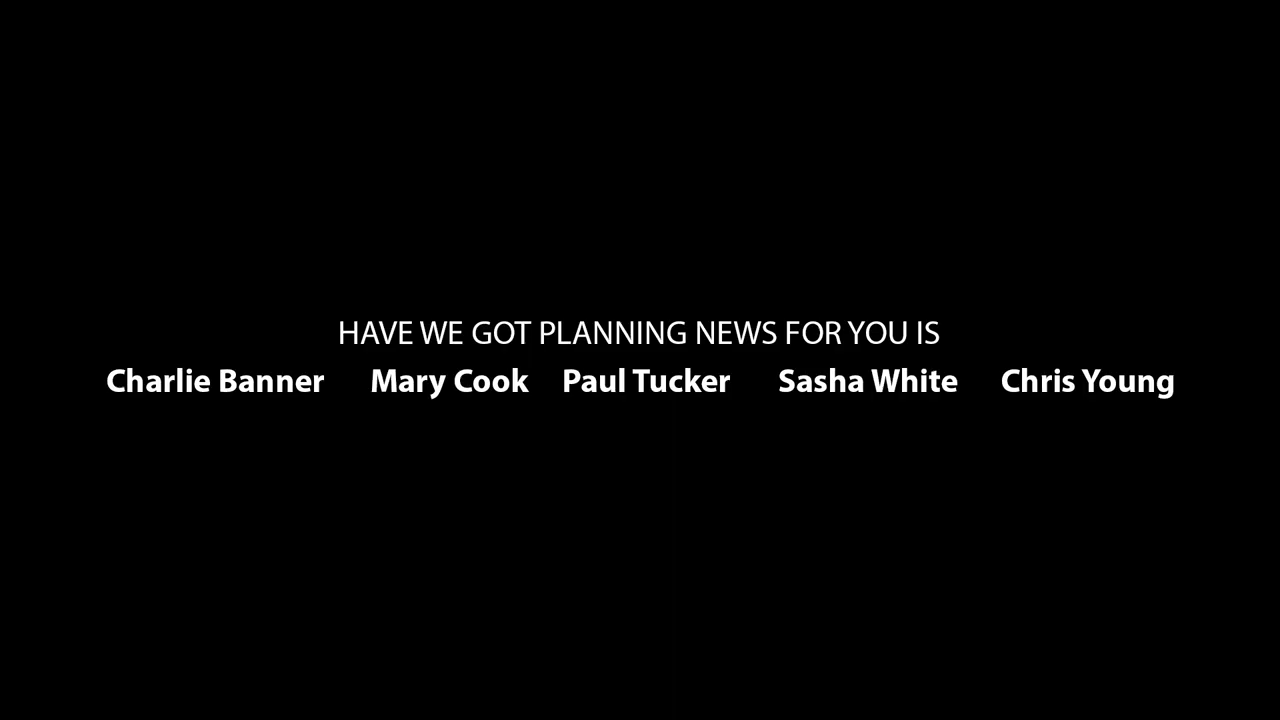 HAVE WE GOT PLANNING NEWS FOR YOU IS
Charlie Banner Mary Cook Paul Tucker Sasha White Chris Young